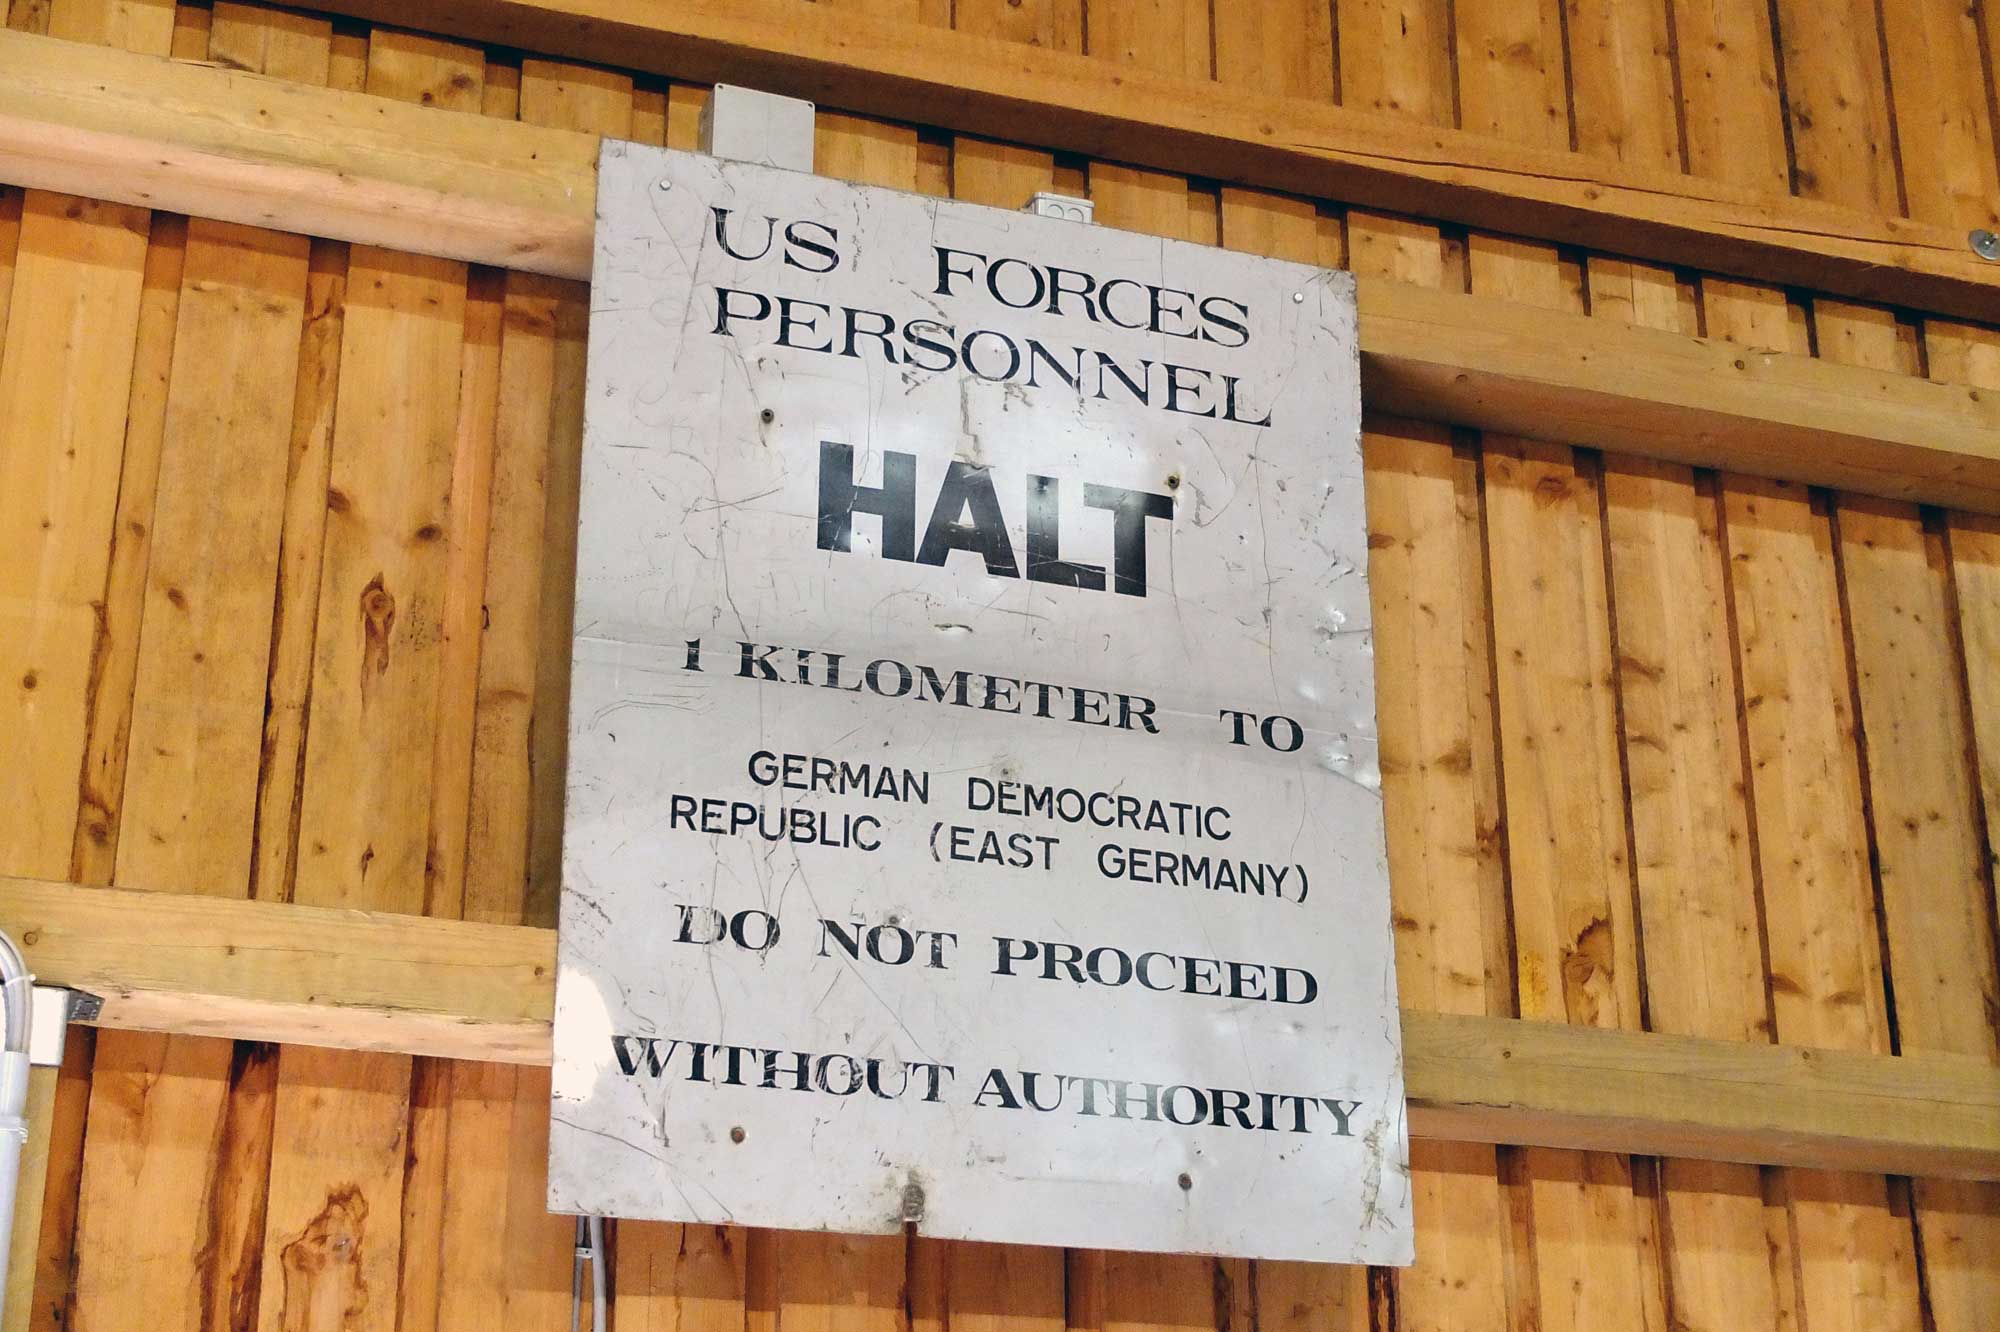 US FORCES
PERSONNEL
HALT
1 KILOMETER TO
GERMAN DEMOCRATIC
REPUBLIC (EAST GERMANY)
DO NOT PROCEED
WITHOUT AUTHORITY